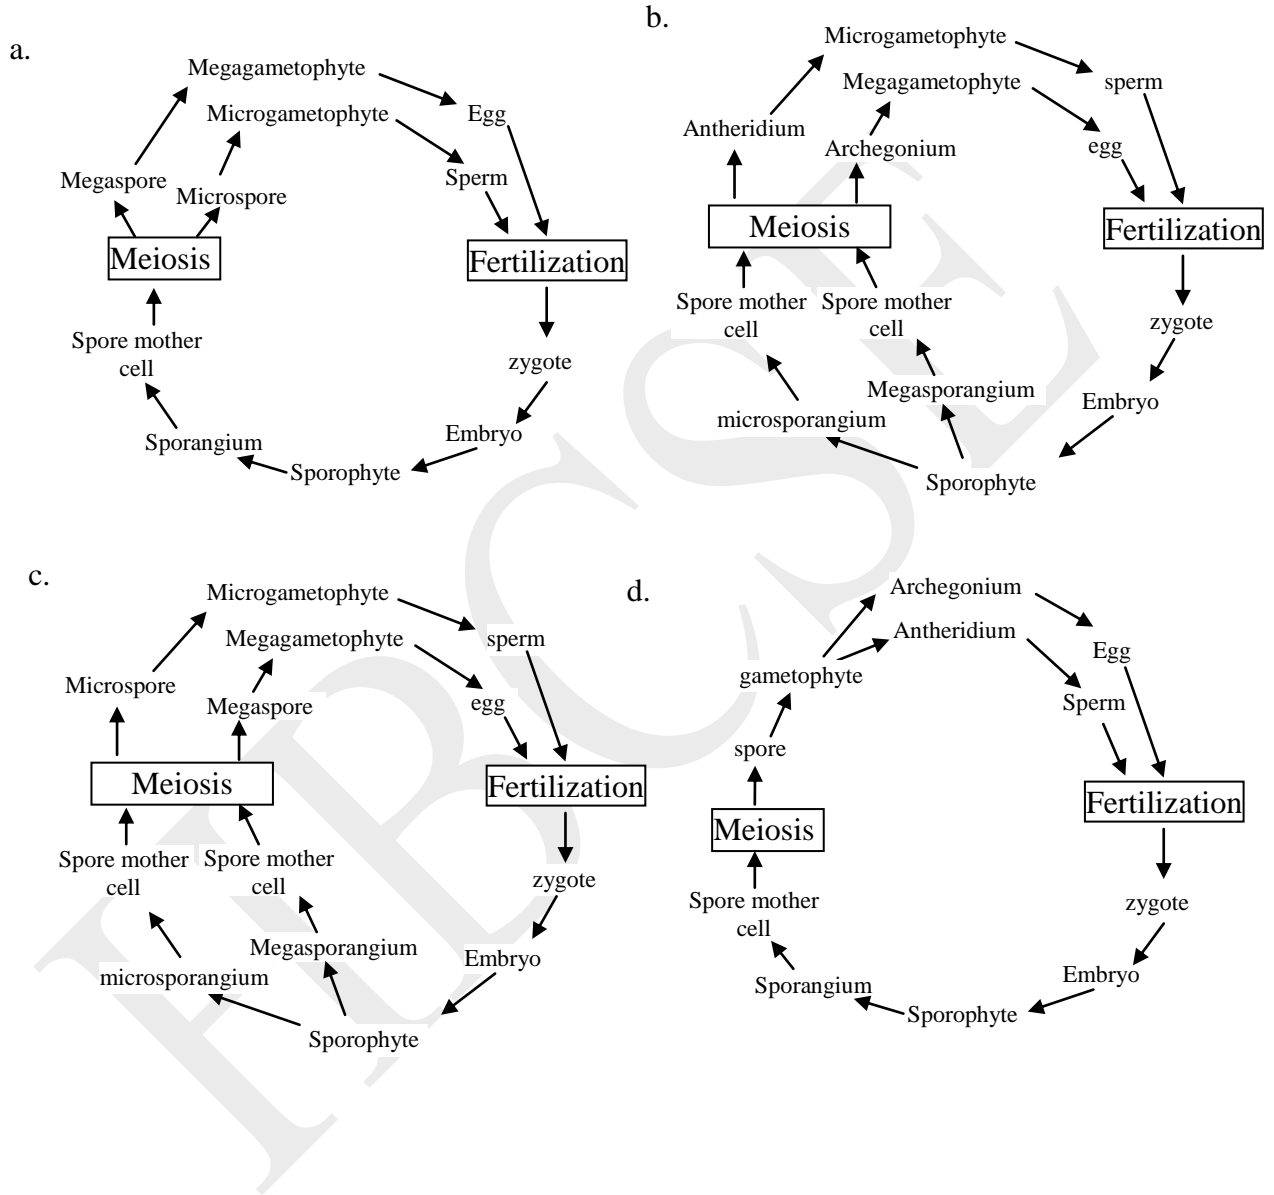 a.
Megagametophyte
Microgametophyte
Egg
Megaspore
Microspore
Sperm
Meiosis
Fertilization
Spore mother
cell
zygote
Sporangium
Embryo
Sporophyte
b.
Microgametophyte
Megagametophyte
sperm
Antheridium
Archegonium
egg
Meiosis
Fertilization
Spore mother
cell
Spore mother
cell
zygote
Megasporangium
microsporangium
Embryo
Sporophyte
c.
Microgametophyte
Megagametophyte
sperm
Microspore
Megaspore
egg
Meiosis
Fertilization
Spore mother
cell
Spore mother
cell
zygote
Megasporangium
microsporangium
Embryo
Sporophyte
d.
Archegonium
Antheridium
Egg
gametophyte
Sperm
spore
Meiosis
Fertilization
Spore mother
cell
zygote
Sporangium
Embryo
Sporophyte
HBCSE